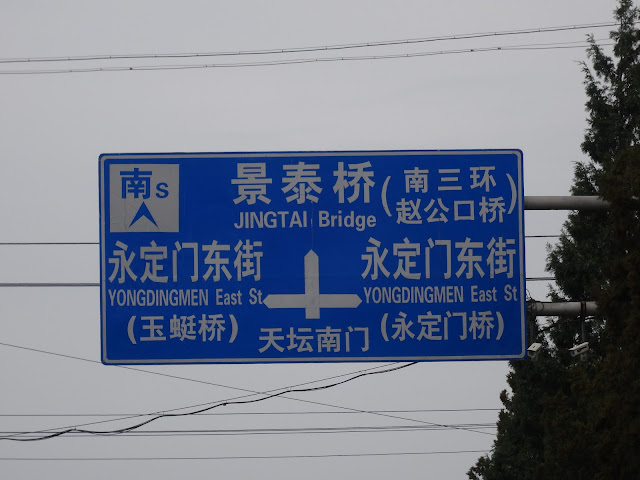 南S
景泰桥
(南三环
赵公口桥)
JINGTAI Bridge
永定门东街
YONGDINGMEN East St
(玉蜓桥)
永定门东街
YONGDINGMEN East St
(永定门桥)
天坛南门